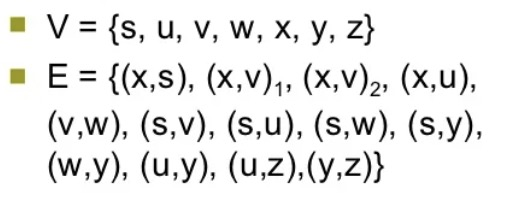 V = {s, u, v, w, x, y, z}
E = {(x,s), (x,v)₁, (x,v)₂, (x,u),
(v,w), (s,v), (s,u), (s,w), (s,y),
(w,y), (u,y), (u,z),(y,z)}